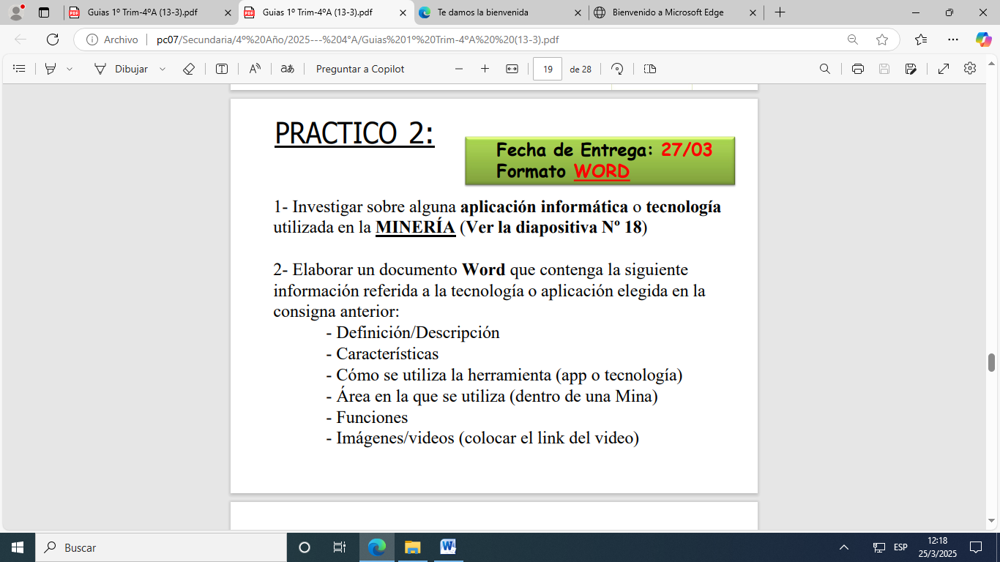 Guias 1º Trim-4ºA (13-3).pdf
Guias 1º Trim-4ºA (13-3).pdf
Te damos la bienvenida
Bienvenido a Microsoft Edge
Archivo
pc07/Secundaria/4º%20Año/2025---%204°A/Guias%201º%20Trim-4ºA%20%20(13-3).pdf
Dibujar
aあ
Preguntar a Copilot
19
de 28
PRACTICO 2:
Fecha de Entrega: 27/03
Formato WORD
1- Investigar sobre alguna aplicación informática o tecnología
utilizada en la MINERÍA (Ver la diapositiva Nº 18)
2- Elaborar un documento Word que contenga la siguiente
información referida a la tecnología o aplicación elegida en la
consigna anterior:
- Definición/Descripción
- Características
- Cómo se utiliza la herramienta (app o tecnología)
- Área en la que se utiliza (dentro de una Mina)
- Funciones
- Imágenes/videos (colocar el link del video)
Buscar
ESP
12:18
25/3/2025